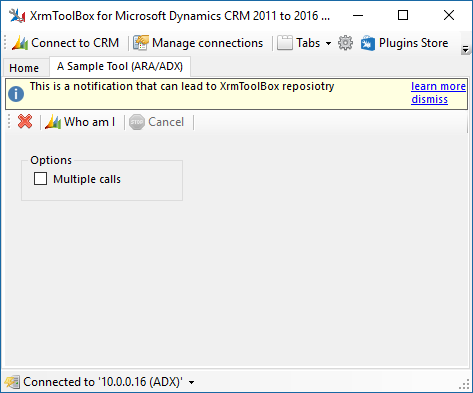 XrmToolBox for Microsoft Dynamics CRM 2011 to 2016 ...
Connect to CRM Manage connections Tabs Plugins Store
Home A Sample Tool (ARA/ADX)
This is a notification that can lead to XrmToolBox reposiotry learn more
dismiss
Who am I Cancel
Options
Multiple calls
Connected to '10.0.0.16 (ADX)'